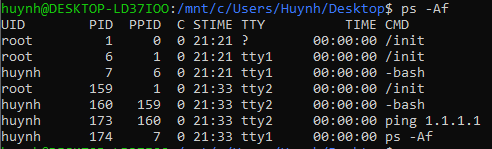 huynh@DESKTOP-LD37IOO:/mnt/c/Users/Huynh/Desktop$ ps -Af
UID        PID  PPID  C STIME TTY          TIME CMD
root         1     0  0 21:21 ?        00:00:00 /init
root         6     1  0 21:21 tty1     00:00:00 /init
huynh        7     6  0 21:21 tty1     00:00:00 -bash
root       159     1  0 21:33 tty2     00:00:00 /init
huynh      160   159  0 21:33 tty2     00:00:00 -bash
huynh      173   160  0 21:33 tty2     00:00:00 ping 1.1.1.1
huynh      174     7  0 21:33 tty1     00:00:00 ps -Af